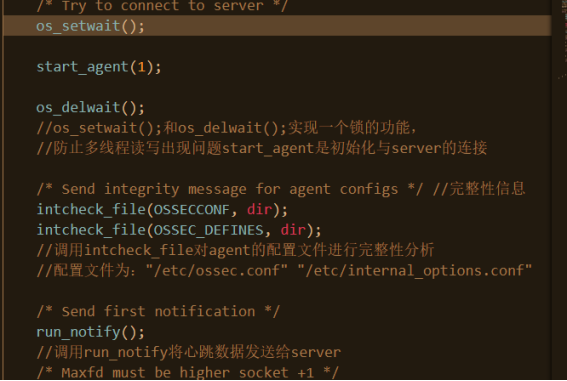 /* Try to connect to server */
os_setwait();
start_agent(1);
os_delwait();
//os_setwait();和os_delwait();实现一个锁的功能,
//防止多线程读写出现问题start_agent是初始化与server的连接
/* Send integrity message for agent configs */ //完整性信息
intcheck_file(OSSECCONF, dir);
intcheck_file(OSSEC_DEFINES, dir);
//调用intcheck_file对agent的配置文件进行完整性分析
//配置文件为："/etc/ossec.conf" "/etc/internal_options.conf"
/* Send first notification */
run_notify();
//调用run_notify将心跳数据发送给server
/* Maxfd must be higher socket +1 */